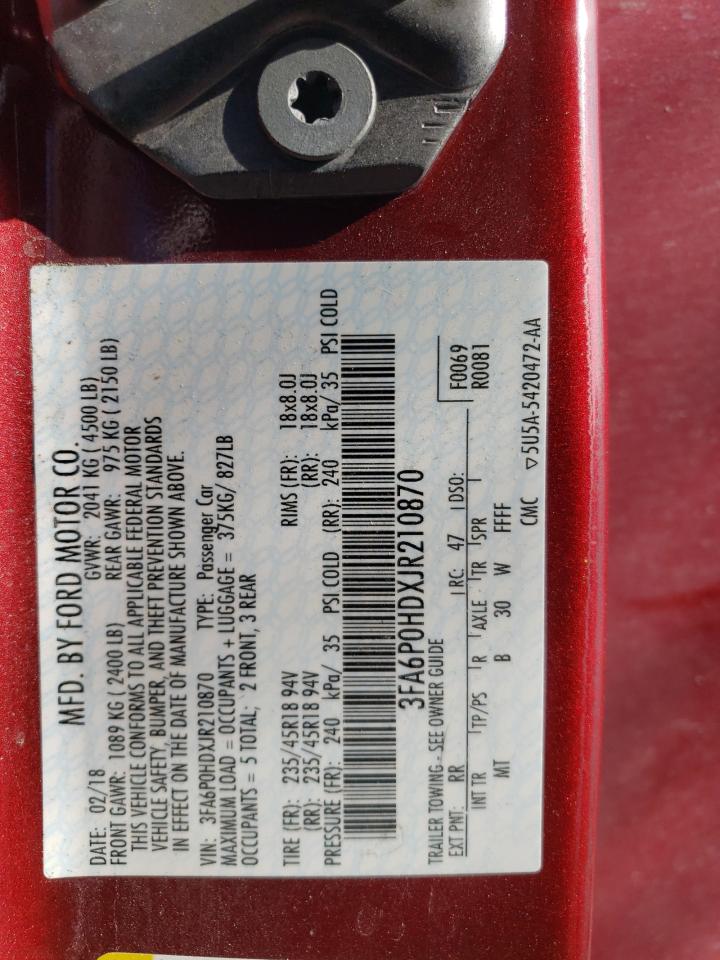 MFD. BY FORD MOTOR CO.
DATE: 02/18 GVWR: 2041 KG ( 4500 LB)
FRONT GAWR: 1089 KG ( 2400 LB) REAR GAWR: 975 KG ( 2150 LB)
THIS VEHICLE CONFORMS TO ALL APPLICABLE FEDERAL MOTOR
VEHICLE SAFETY, BUMPER, AND THEFT PREVENTION STANDARDS
IN EFFECT ON THE DATE OF MANUFACTURE SHOWN ABOVE.
VIN: 3FA6P0HDXJR210870 TYPE: Passenger Car
MAXIMUM LOAD = OCCUPANTS + LUGGAGE = 375KG/ 827LB
OCCUPANTS = 5 TOTAL; 2 FRONT, 3 REAR
TIRE (FR): 235/45R18 94V RIMS (FR): 18x8.0J
(RR): 235/45R18 94V (RR): 18x8.0J
PRESSURE (FR): 240 kPa/ 35 PSI COLD (RR): 240 kPa/ 35 PSI COLD
3FA6P0HDXJR210870
TRAILER TOWING - SEE OWNER GUIDE
F0069
R0081
EXT PNT: RR RC: 47 DSO:
INT TR TP/PS R AXLE TR SPR
MT B 30 W FFFF
CMC ▽5U5A-5420472-AA